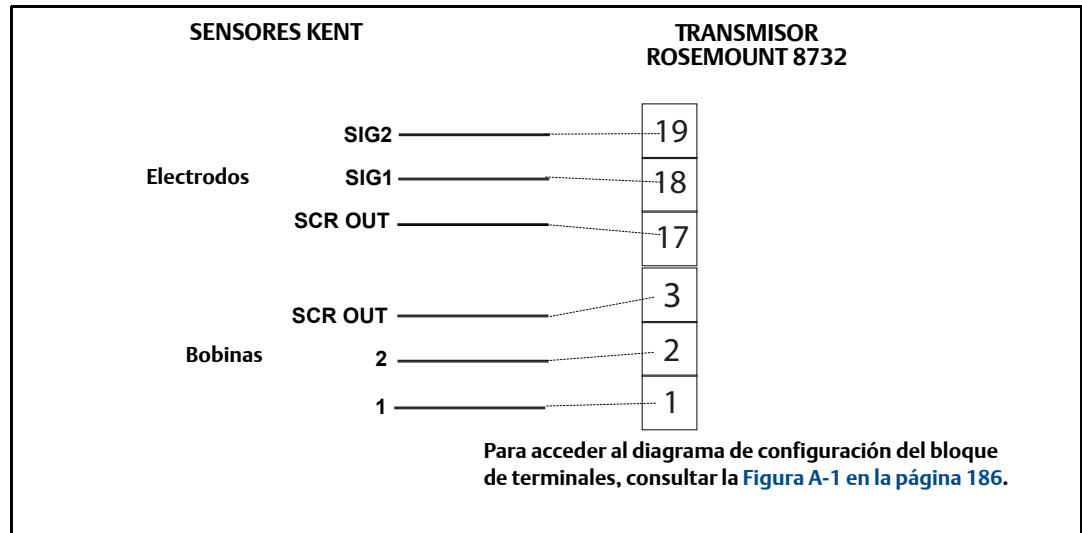 SENSORES KENT
TRANSMISOR
ROSEMOUNT 8732
SIG2
19
Electrodos
SIG1
18
SCR OUT
17
SCR OUT
3
Bobinas
2
2
1
1
Para acceder al diagrama de configuración del bloque
de terminales, consultar la Figura A-1 en la página 186.